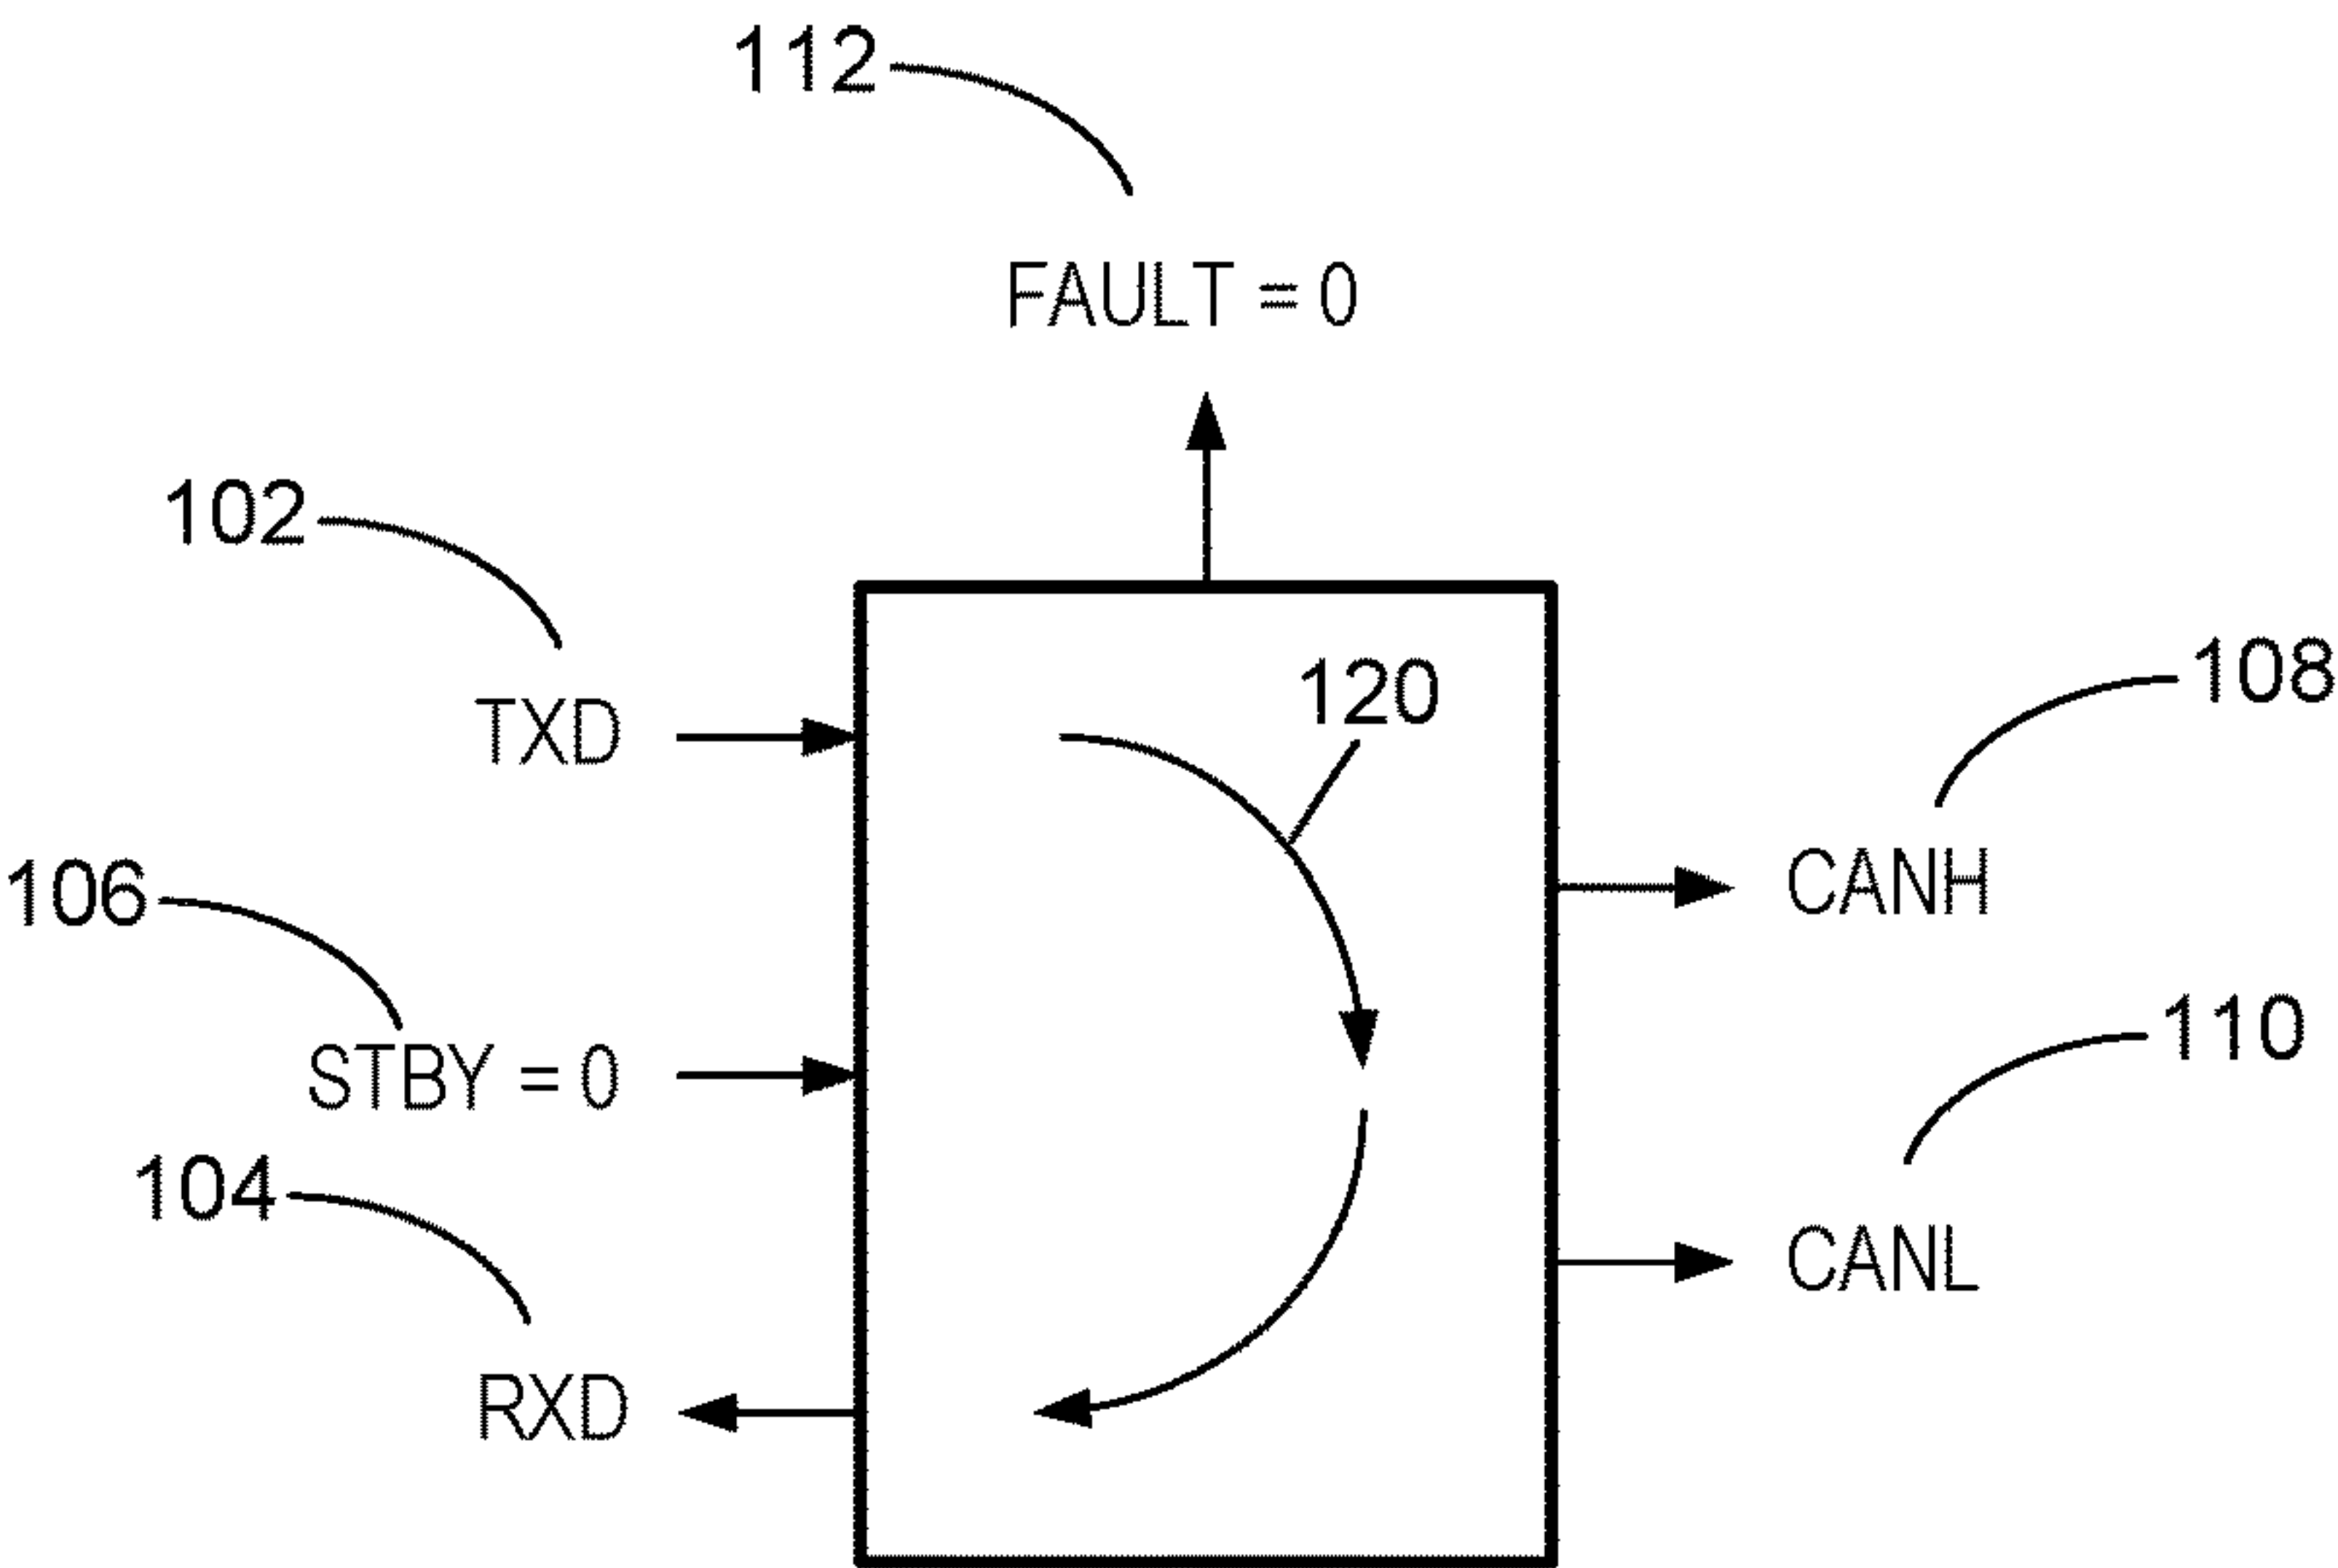 112
FAULT = 0
102
TXD
120
108
106
CANH
STBY = 0
110
104
CANL
RXD